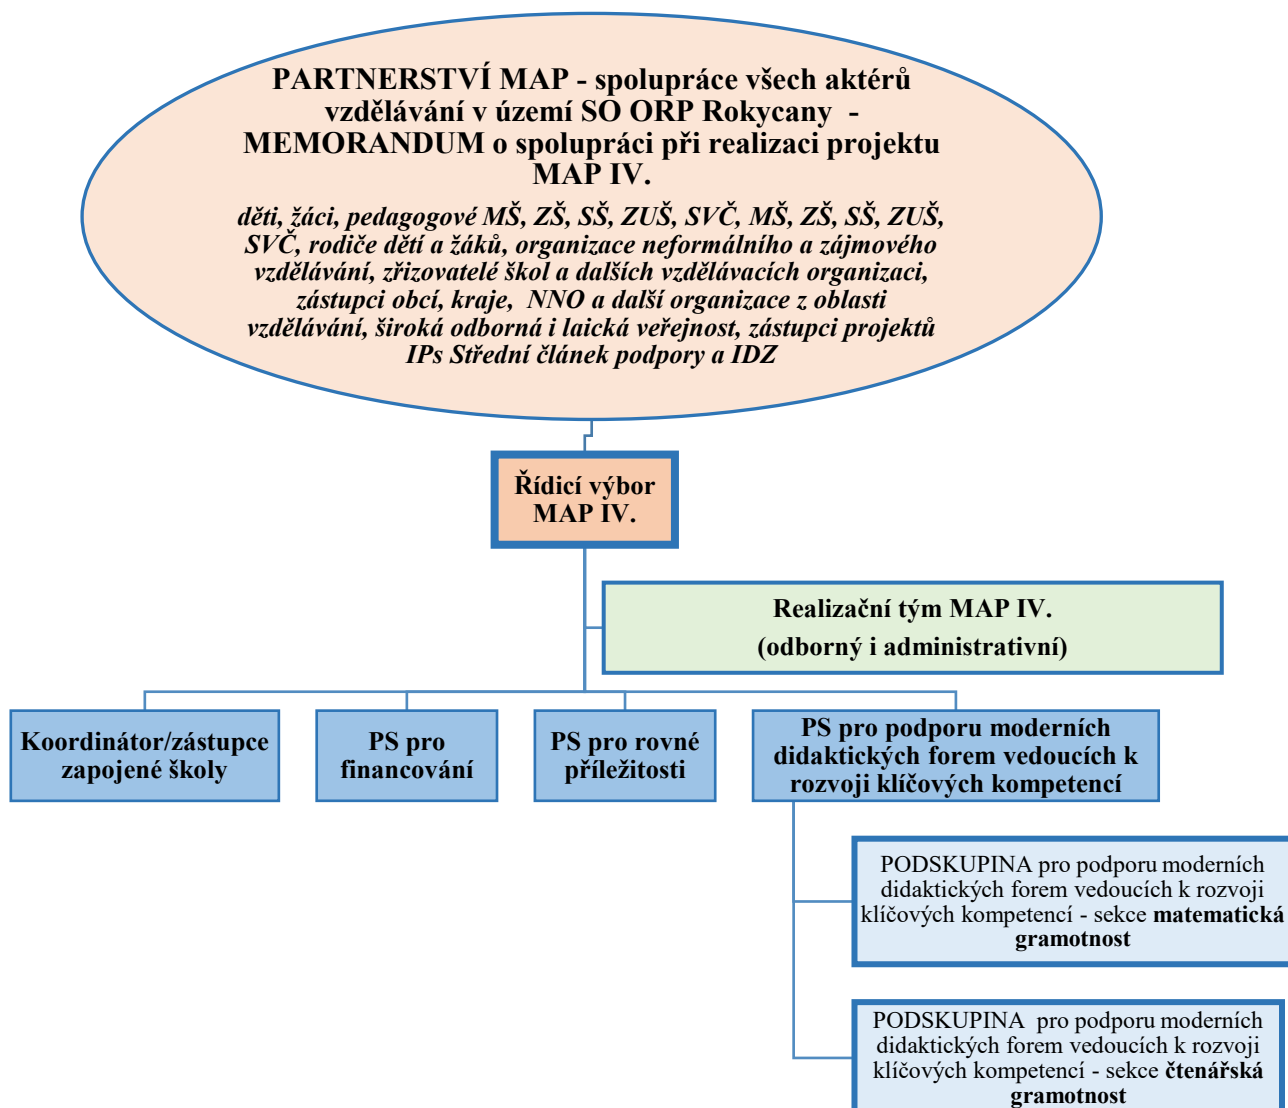 PARTNERSTVÍ MAP - spolupráce všech aktérů
vzdělávání v území SO ORP Rokycany -
MEMORANDUM o spolupráci při realizaci projektu
MAP IV.
děti, žáci, pedagogové MŠ, ZŠ, SŠ, ZUŠ, SVČ, MŠ, ZŠ, SŠ, ZUŠ,
SVČ, rodiče dětí a žáků, organizace neformálního a zájmového
vzdělávání, zřizovatelé škol a dalších vzdělávacích organizaci,
zástupci obcí, kraje, NNO a další organizace z oblasti
vzdělávání, široká odborná i laická veřejnost, zástupci projektů
IPs Střední článek podpory a IDZ
Řídicí výbor
MAP IV.
Realizační tým MAP IV.
(odborný i administrativní)
Koordinátor/zástupce
zapojené školy
PS pro
financování
PS pro rovné
příležitosti
PS pro podporu moderních
didaktických forem vedoucích k
rozvoji klíčových kompetencí
PODSKUPINA pro podporu moderních
didaktických forem vedoucích k rozvoji
klíčových kompetencí - sekce matematická
gramotnost
PODSKUPINA pro podporu moderních
didaktických forem vedoucích k rozvoji
klíčových kompetencí - sekce čtenářská
gramotnost